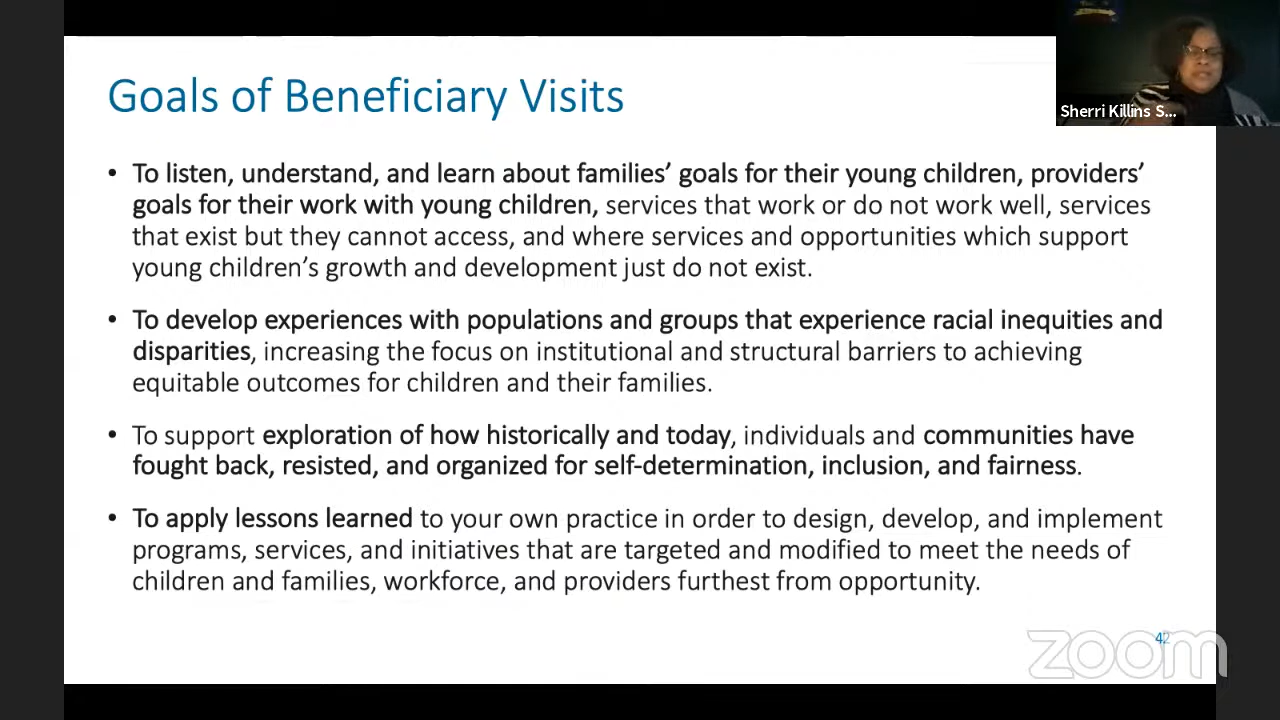 Goals of Beneficiary Visits
Sherri Killins S...
• To listen, understand, and learn about families’ goals for their young children, providers’
goals for their work with young children, services that work or do not work well, services
that exist but they cannot access, and where services and opportunities which support
young children’s growth and development just do not exist.
• To develop experiences with populations and groups that experience racial inequities and
disparities, increasing the focus on institutional and structural barriers to achieving
equitable outcomes for children and their families.
• To support exploration of how historically and today, individuals and communities have
fought back, resisted, and organized for self-determination, inclusion, and fairness.
• To apply lessons learned to your own practice in order to design, develop, and implement
programs, services, and initiatives that are targeted and modified to meet the needs of
children and families, workforce, and providers furthest from opportunity.
42
zoom